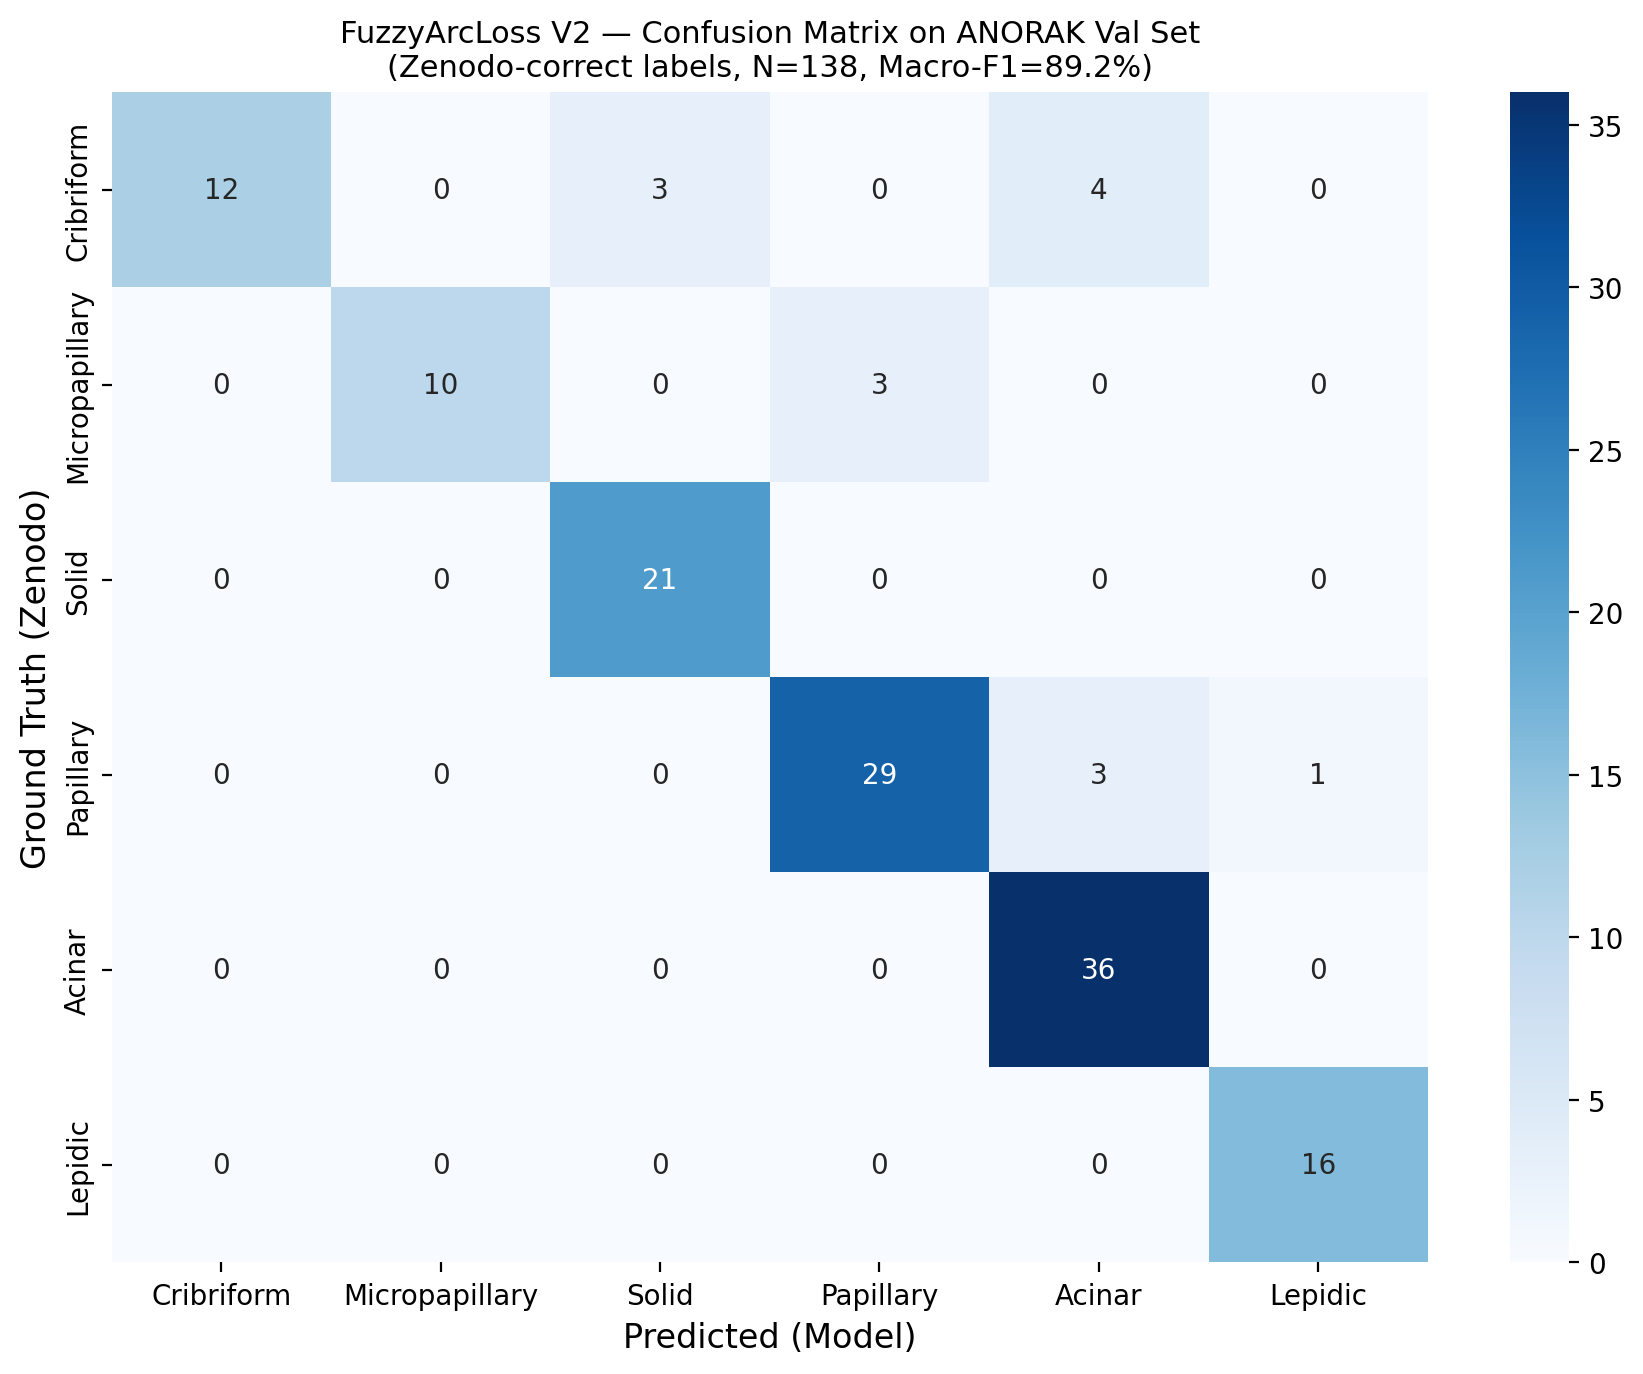 FuzzyArcLoss V2 — Confusion Matrix on ANORAK Val Set
(Zenodo-correct labels, N=138, Macro-F1=89.2%)
Ground Truth (Zenodo)
Cribriform
12 0 3 0 4 0
Micropapillary
0 10 0 3 0 0
Solid
0 0 21 0 0 0
Papillary
0 0 0 29 3 1
Acinar
0 0 0 0 36 0
Lepidic
0 0 0 0 0 16
Cribriform Micropapillary Solid Papillary Acinar Lepidic
Predicted (Model)
35
30
25
20
15
10
5
0